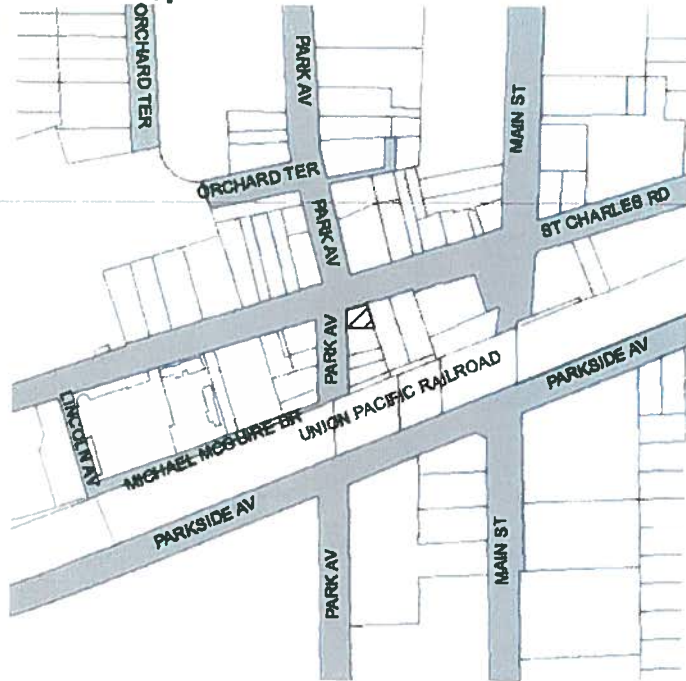 ORCHARD TER
PARK AV
MAIN ST
ORCHARD TER
PARK AV
ST CHARLES RD
PARK AV
UNION PACIFIC RAILROAD
PARKSIDE AV
LINCOLN AV
MICHAEL MCGUIRE DR
PARKSIDE AV
PARK AV
MAIN ST